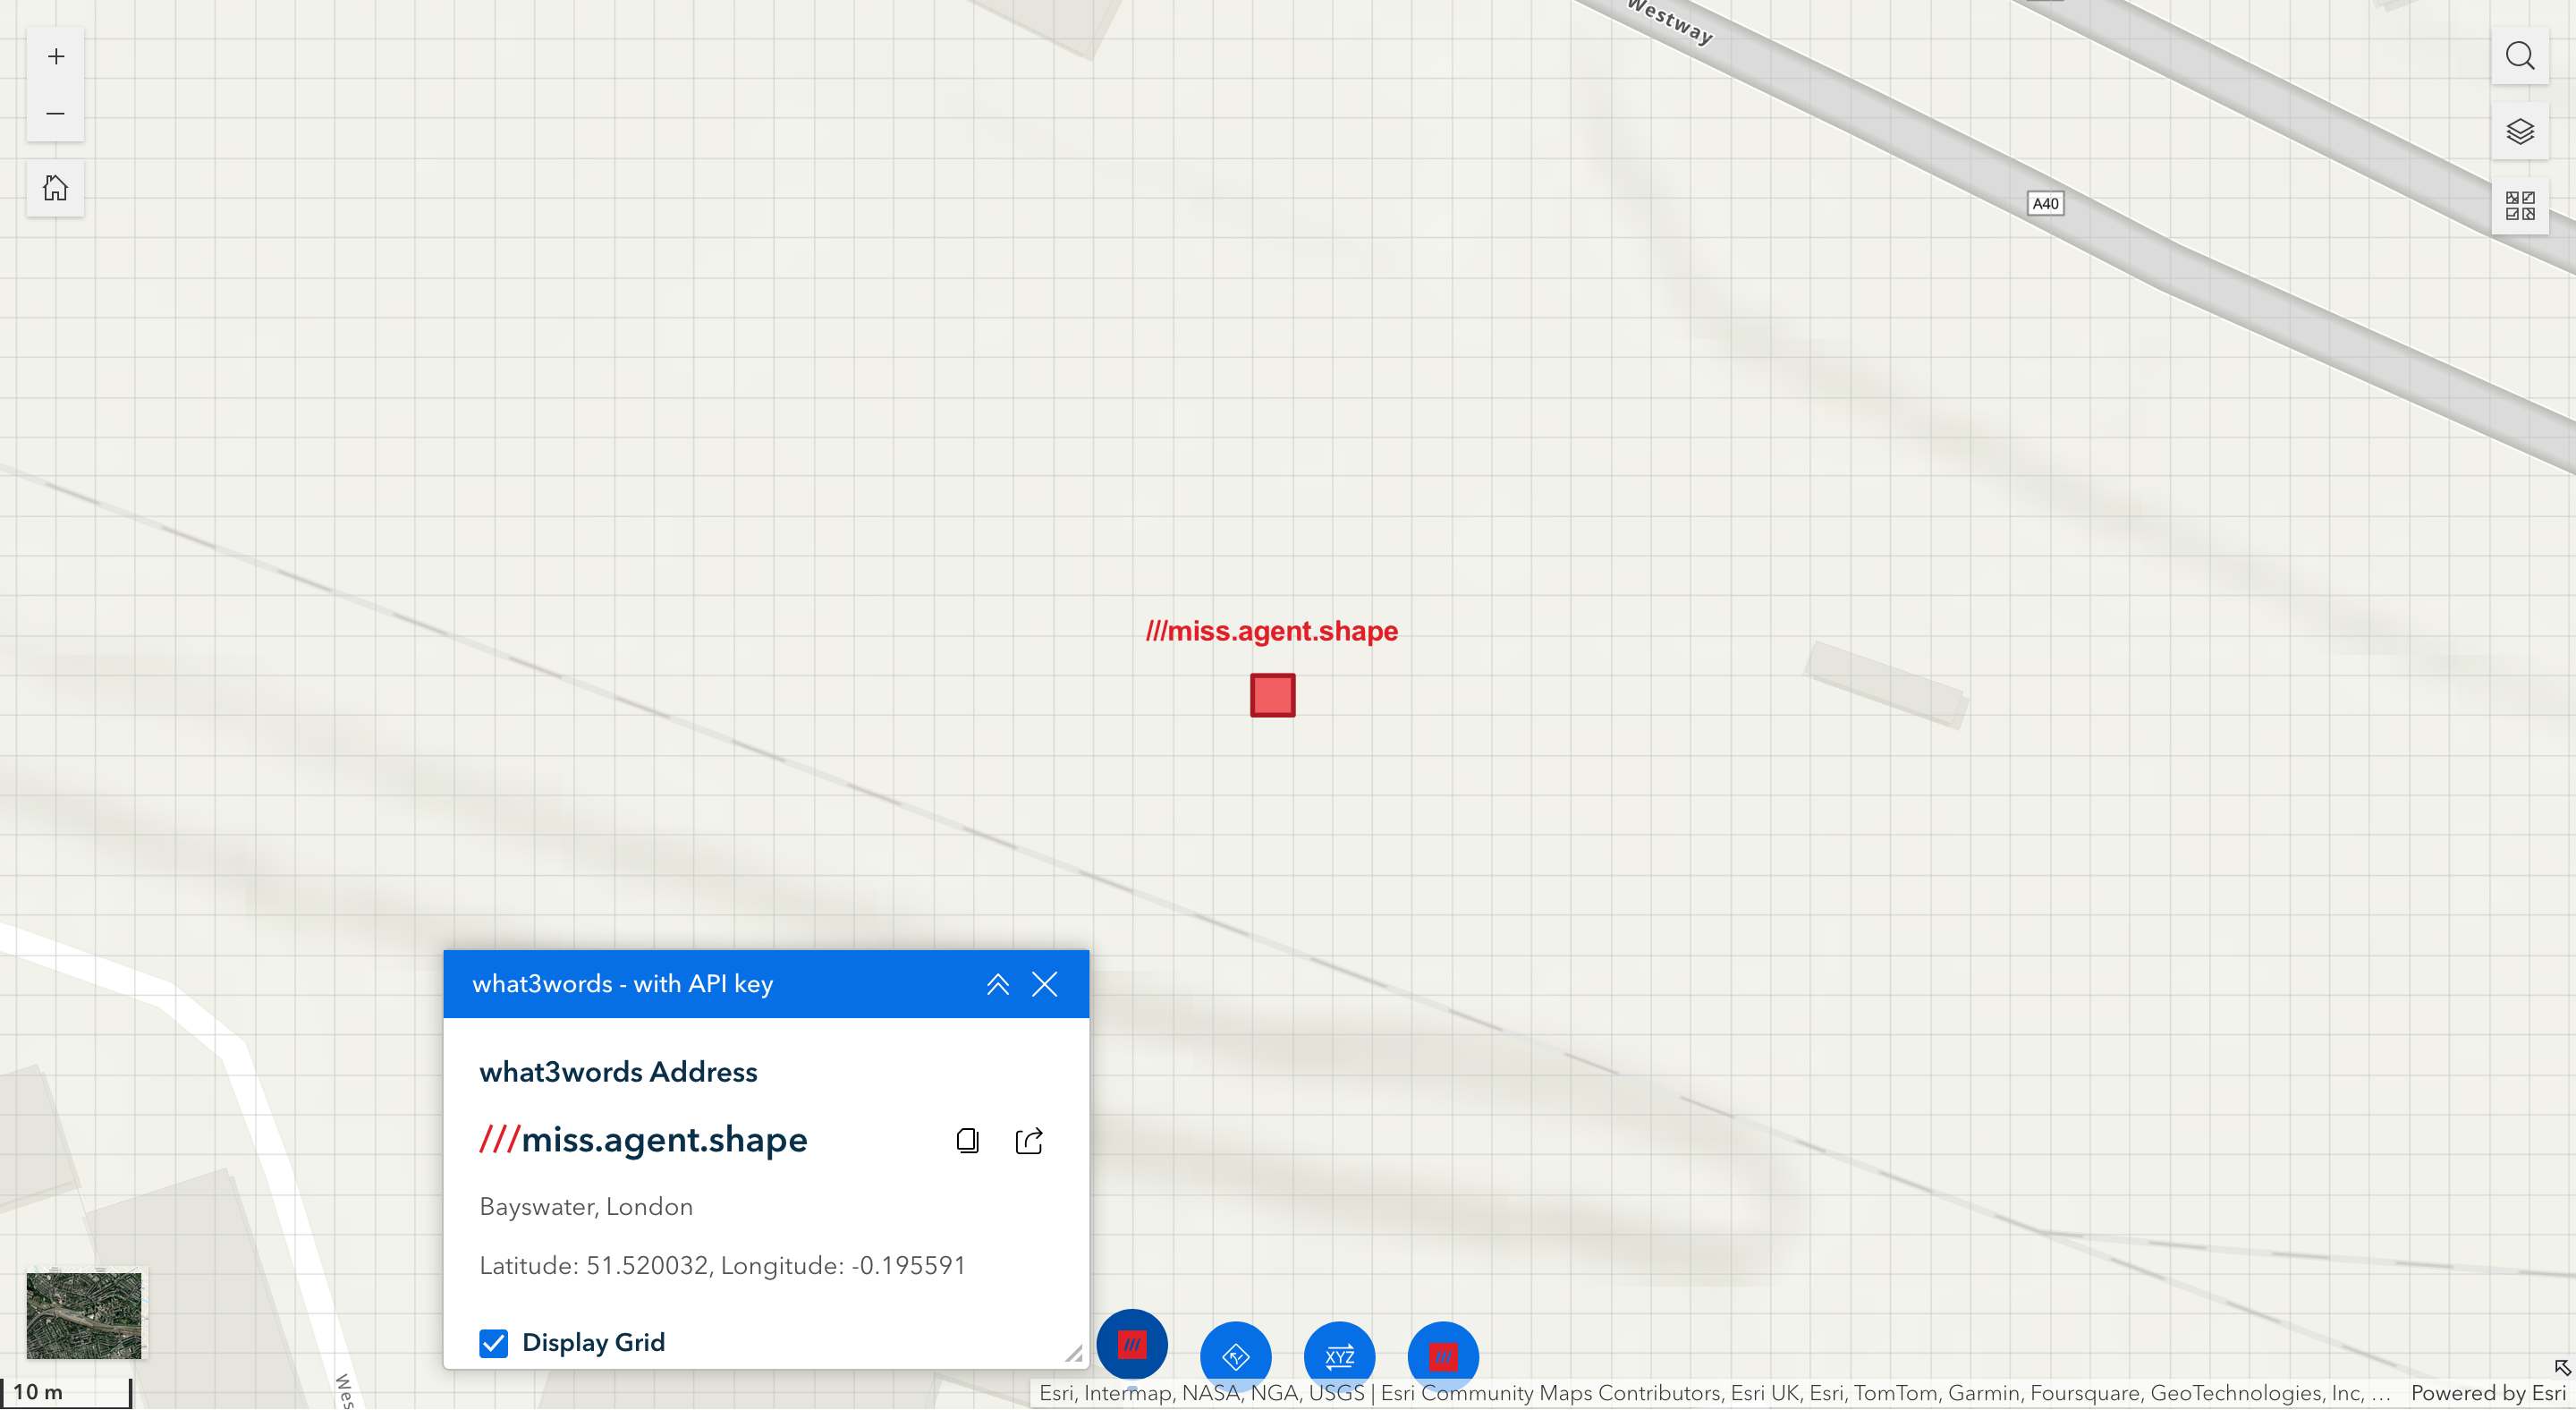 Westway
A40
///miss.agent.shape
what3words - with API key
what3words Address
///miss.agent.shape
Bayswater, London
Latitude: 51.520032, Longitude: -0.195591
Display Grid
XYZ
Wes
10 m
Esri, Intermap, NASA, NGA, USGS | Esri Community Maps Contributors, Esri UK, Esri, TomTom, Garmin, Foursquare, GeoTechnologies, Inc, ...
Powered by Esri